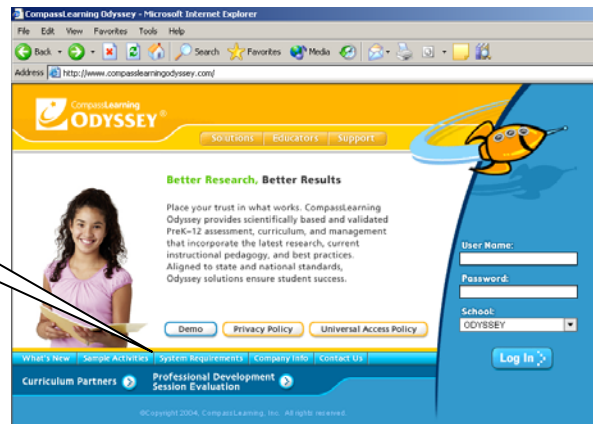 CompassLearning Odyssey - Microsoft Internet Explorer
File Edit View Favorites Tools Help
Back Search Favorites Media
Address http://www.compasslearningodyssey.com/
CompassLearning
ODYSSEY®
Solutions Educators Support
Better Research, Better Results
Place your trust in what works. CompassLearning
Odyssey provides scientifically based and validated
PreK-12 assessment, curriculum, and management
that incorporate the latest research, current
instructional pedagogy, and best practices.
Aligned to state and national standards,
Odyssey solutions ensure student success.
User Name:
Password:
School:
ODYSSEY
Log In
Demo Privacy Policy Universal Access Policy
What's New Sample Activities System Requirements Company Info Contact Us
Curriculum Partners
Professional Development
Session Evaluation
©Copyright 2004, CompassLearning, Inc. All rights received.